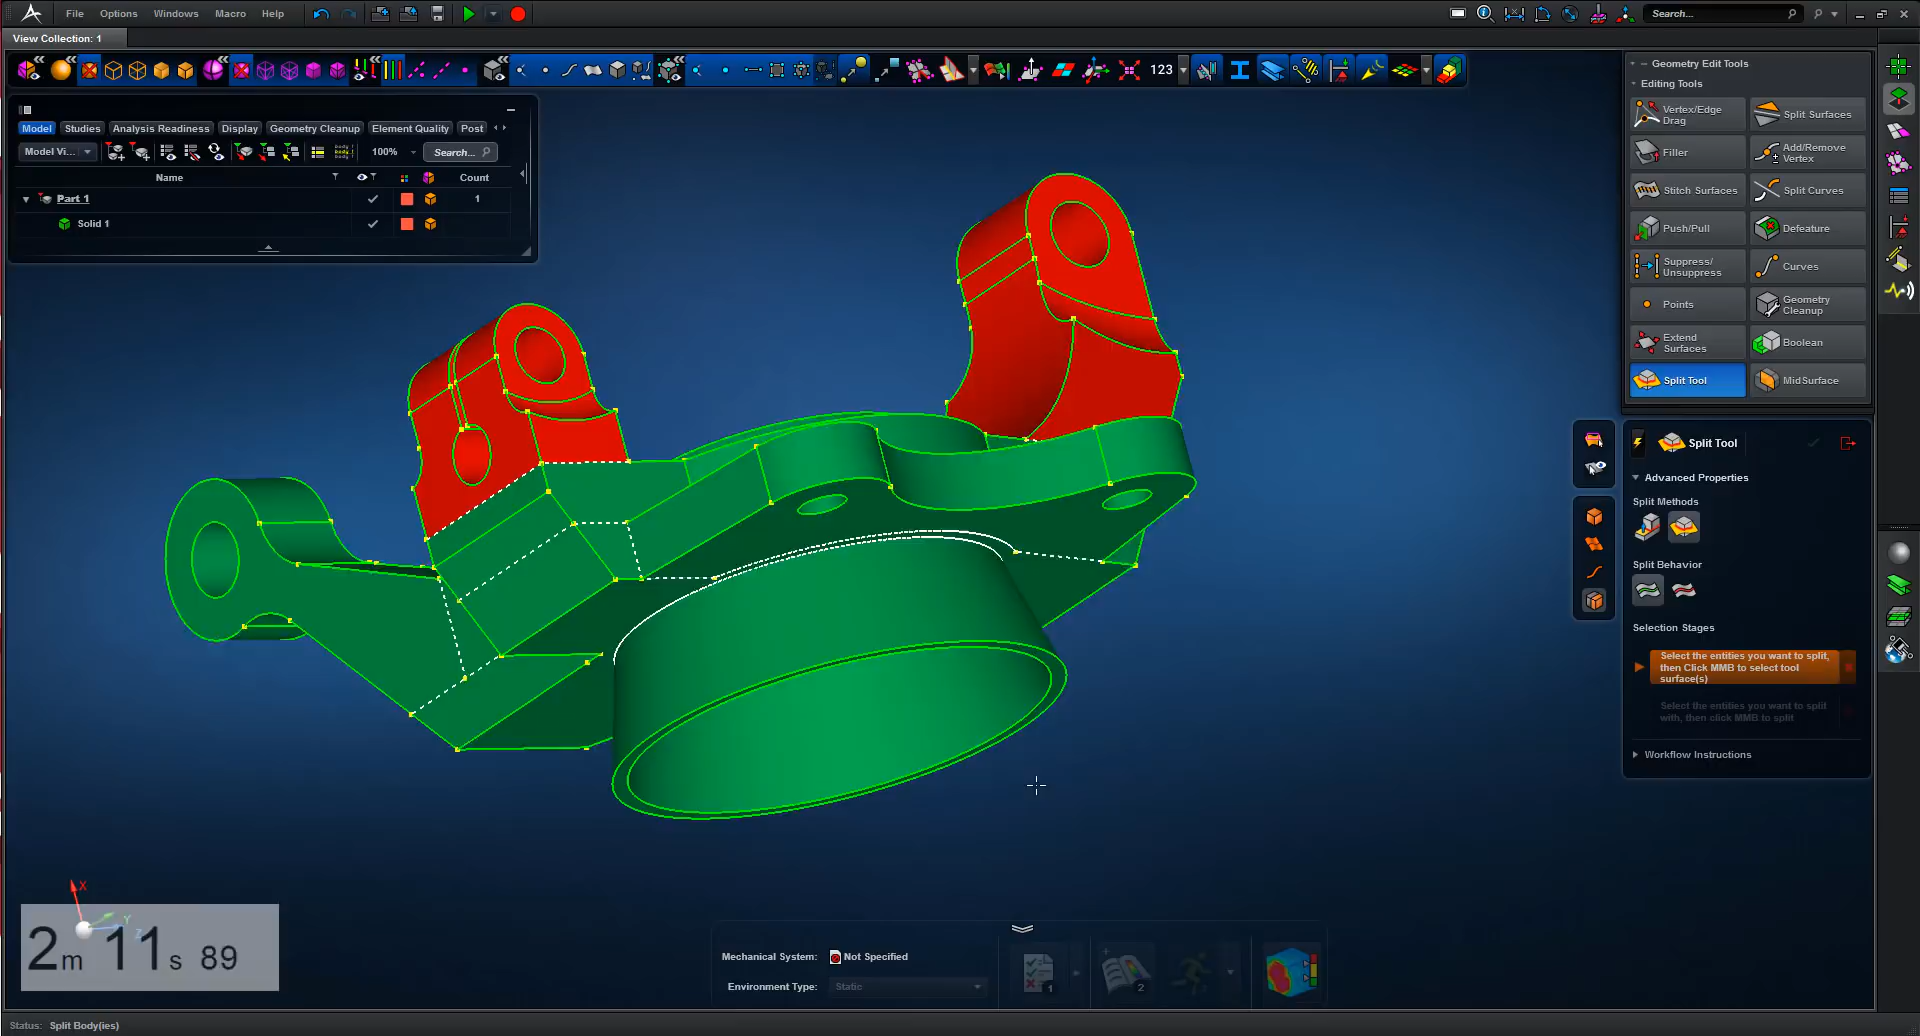 File Options Windows Macro Help
Search...
View Collection: 1
123
Model Studies Analysis Readiness Display Geometry Cleanup Element Quality Post
Model Vi... 100% Search...
Name Count
Part 1 1
Solid 1
Geometry Edit Tools
Editing Tools
Vertex/Edge Drag
Split Surfaces
Filler
Add/Remove Vertex
Stitch Surfaces
Split Curves
Push/Pull
Defeature
Suppress/ Unsuppress
Curves
Points
Geometry Cleanup
Extend Surfaces
Boolean
Split Tool
MidSurface
Split Tool
Advanced Properties
Split Methods
Split Behavior
Selection Stages
Select the entities you want to split,
then Click MMB to select tool
surface(s)
Select the entities you want to split
with, then click MMB to split
Workflow Instructions
X
Y
Z
2m 11s 89
Mechanical System: Not Specified
Environment Type: Static
1
2
Status: Split Body(ies)